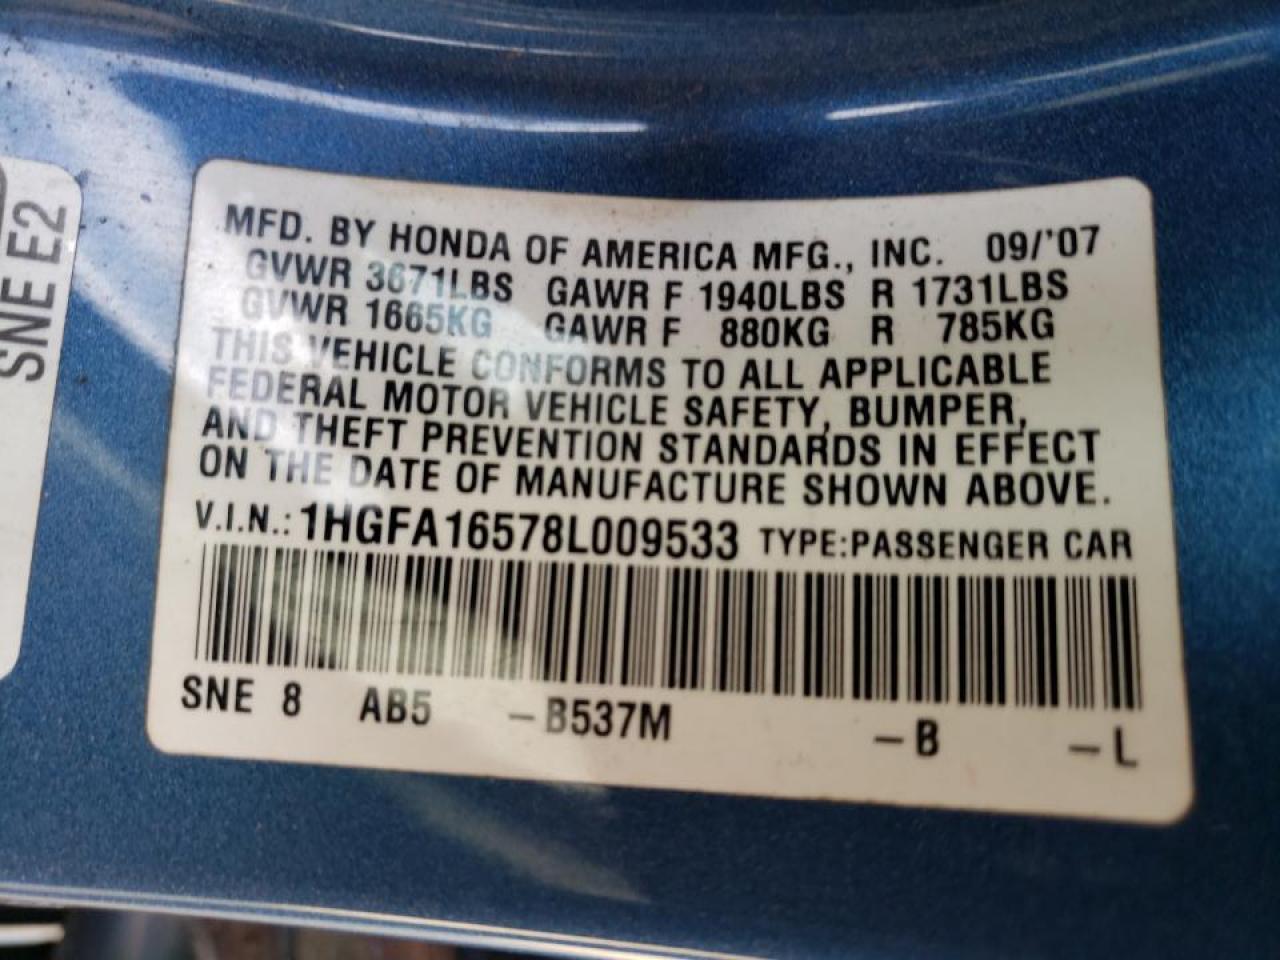 SNE E2
MFD. BY HONDA OF AMERICA MFG., INC. 09/'07
GVWR 3671LBS GAWR F 1940LBS R 1731LBS
GVWR 1665KG GAWR F 880KG R 785KG
THIS VEHICLE CONFORMS TO ALL APPLICABLE
FEDERAL MOTOR VEHICLE SAFETY, BUMPER,
AND THEFT PREVENTION STANDARDS IN EFFECT
ON THE DATE OF MANUFACTURE SHOWN ABOVE.
V.I.N.: 1HGFA16578L009533 TYPE:PASSENGER CAR
SNE 8 AB5 –B537M –B –L